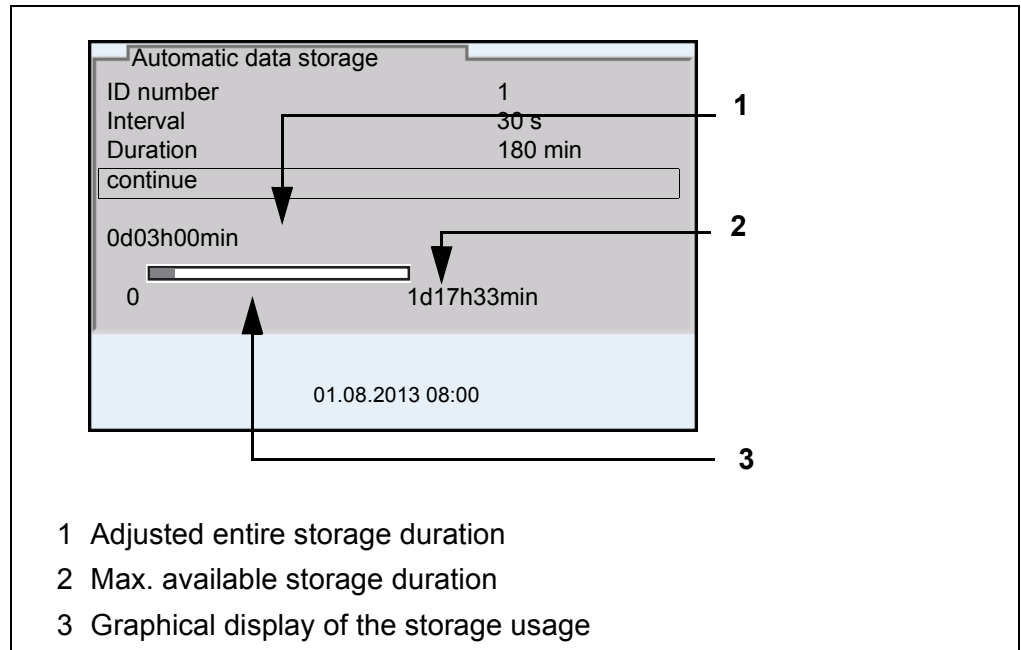 Automatic data storage
ID number 1
Interval 30 s
Duration 180 min
continue
0d03h00min
0 1d17h33min
01.08.2013 08:00
1
2
3
1 Adjusted entire storage duration
2 Max. available storage duration
3 Graphical display of the storage usage